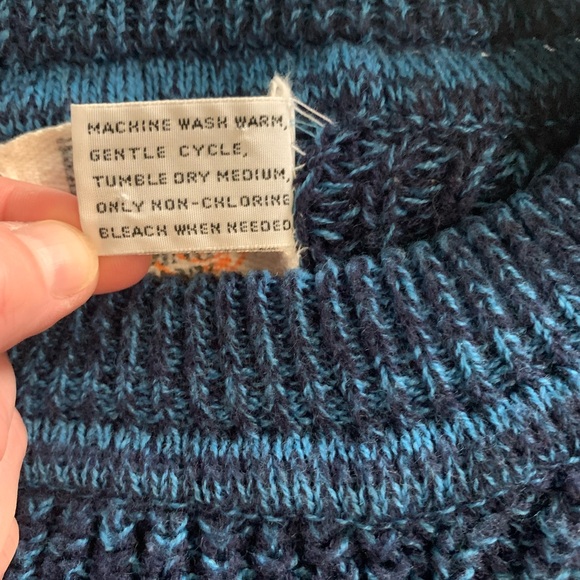 MACHINE WASH WARM,
GENTLE CYCLE,
TUMBLE DRY MEDIUM,
ONLY NON-CHLORINE
BLEACH WHEN NEEDED